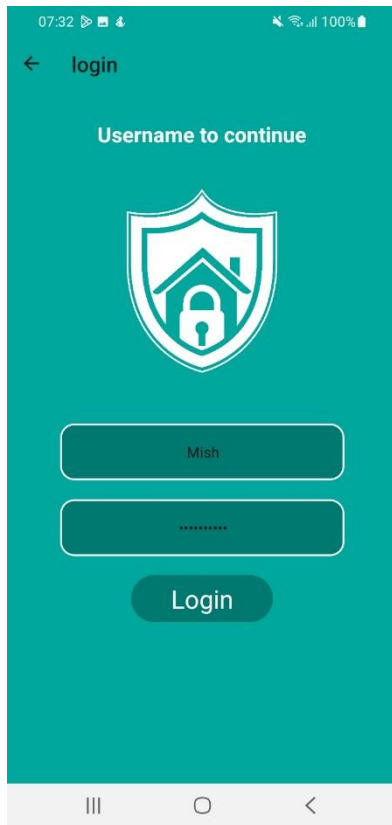 07:32 100%
login
Username to continue
Mish
••••••••••
Login